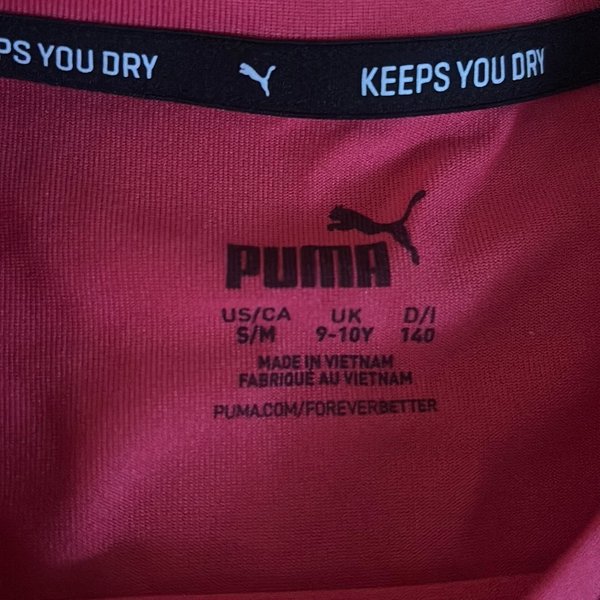 PS YOU DRY KEEPS YOU DRY
PUMA
US/CA UK D/I
S/M 9-10Y 140
MADE IN VIETNAM
FABRIQUÉ AU VIETNAM
PUMA.COM/FOREVERBETTER